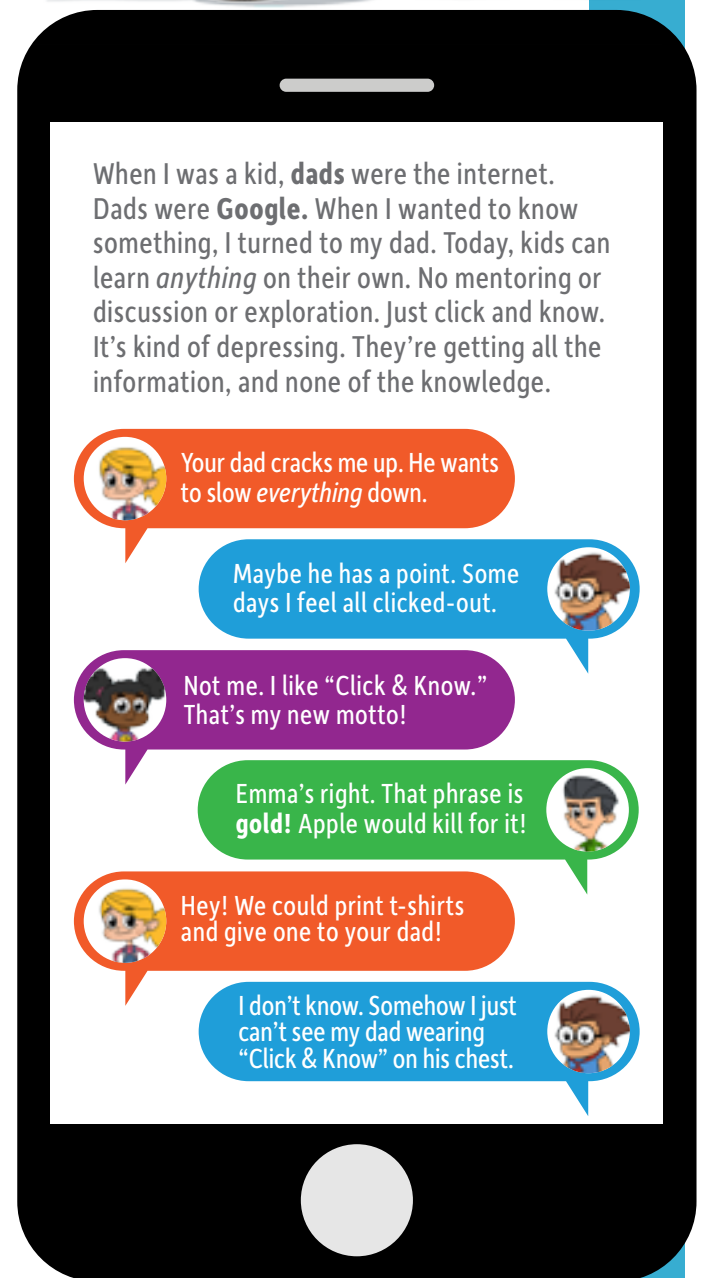 When I was a kid, dads were the internet.
Dads were Google. When I wanted to know
something, I turned to my dad. Today, kids can
learn anything on their own. No mentoring or
discussion or exploration. Just click and know.
It’s kind of depressing. They’re getting all the
information, and none of the knowledge.
Your dad cracks me up. He wants
to slow everything down.
Maybe he has a point. Some
days I feel all clicked-out.
Not me. I like “Click & Know.”
That’s my new motto!
Emma’s right. That phrase is
gold! Apple would kill for it!
Hey! We could print t-shirts
and give one to your dad!
I don’t know. Somehow I just
can’t see my dad wearing
“Click & Know” on his chest.